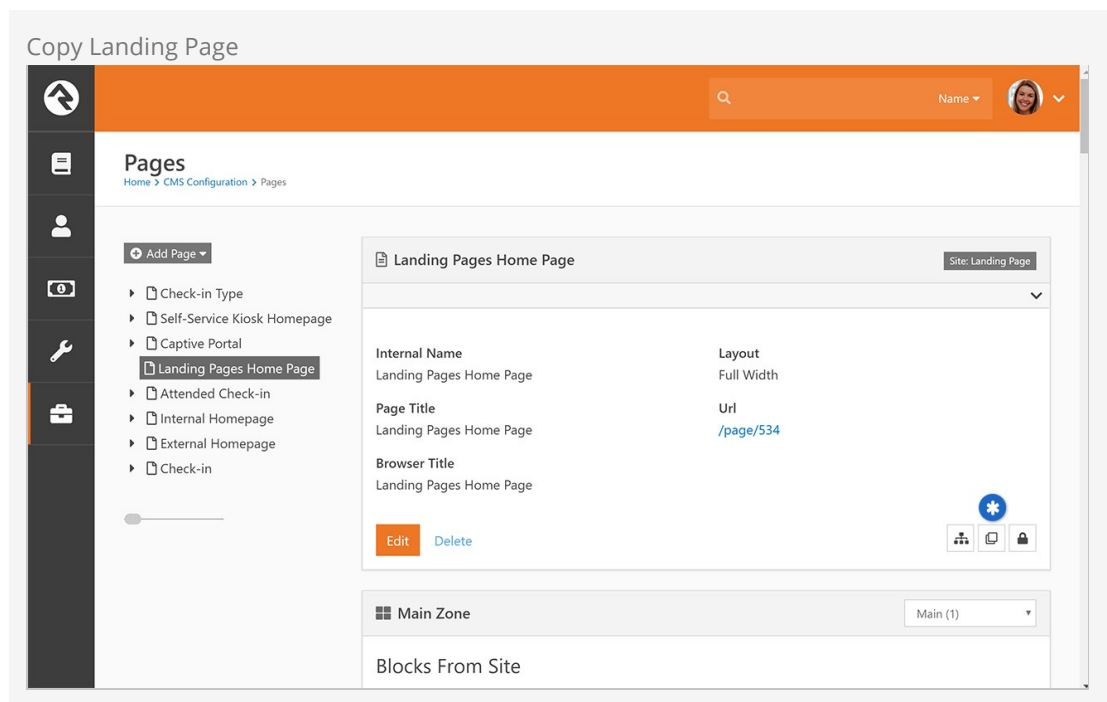 Copy Landing Page
Name
Pages
Home > CMS Configuration > Pages
Add Page
Landing Pages Home Page
Site: Landing Page
Check-in Type
Self-Service Kiosk Homepage
Captive Portal
Landing Pages Home Page
Attended Check-in
Internal Homepage
External Homepage
Check-in
Internal Name
Landing Pages Home Page
Layout
Full Width
Page Title
Landing Pages Home Page
Url
/page/534
Browser Title
Landing Pages Home Page
Edit
Delete
Main Zone
Main (1)
Blocks From Site